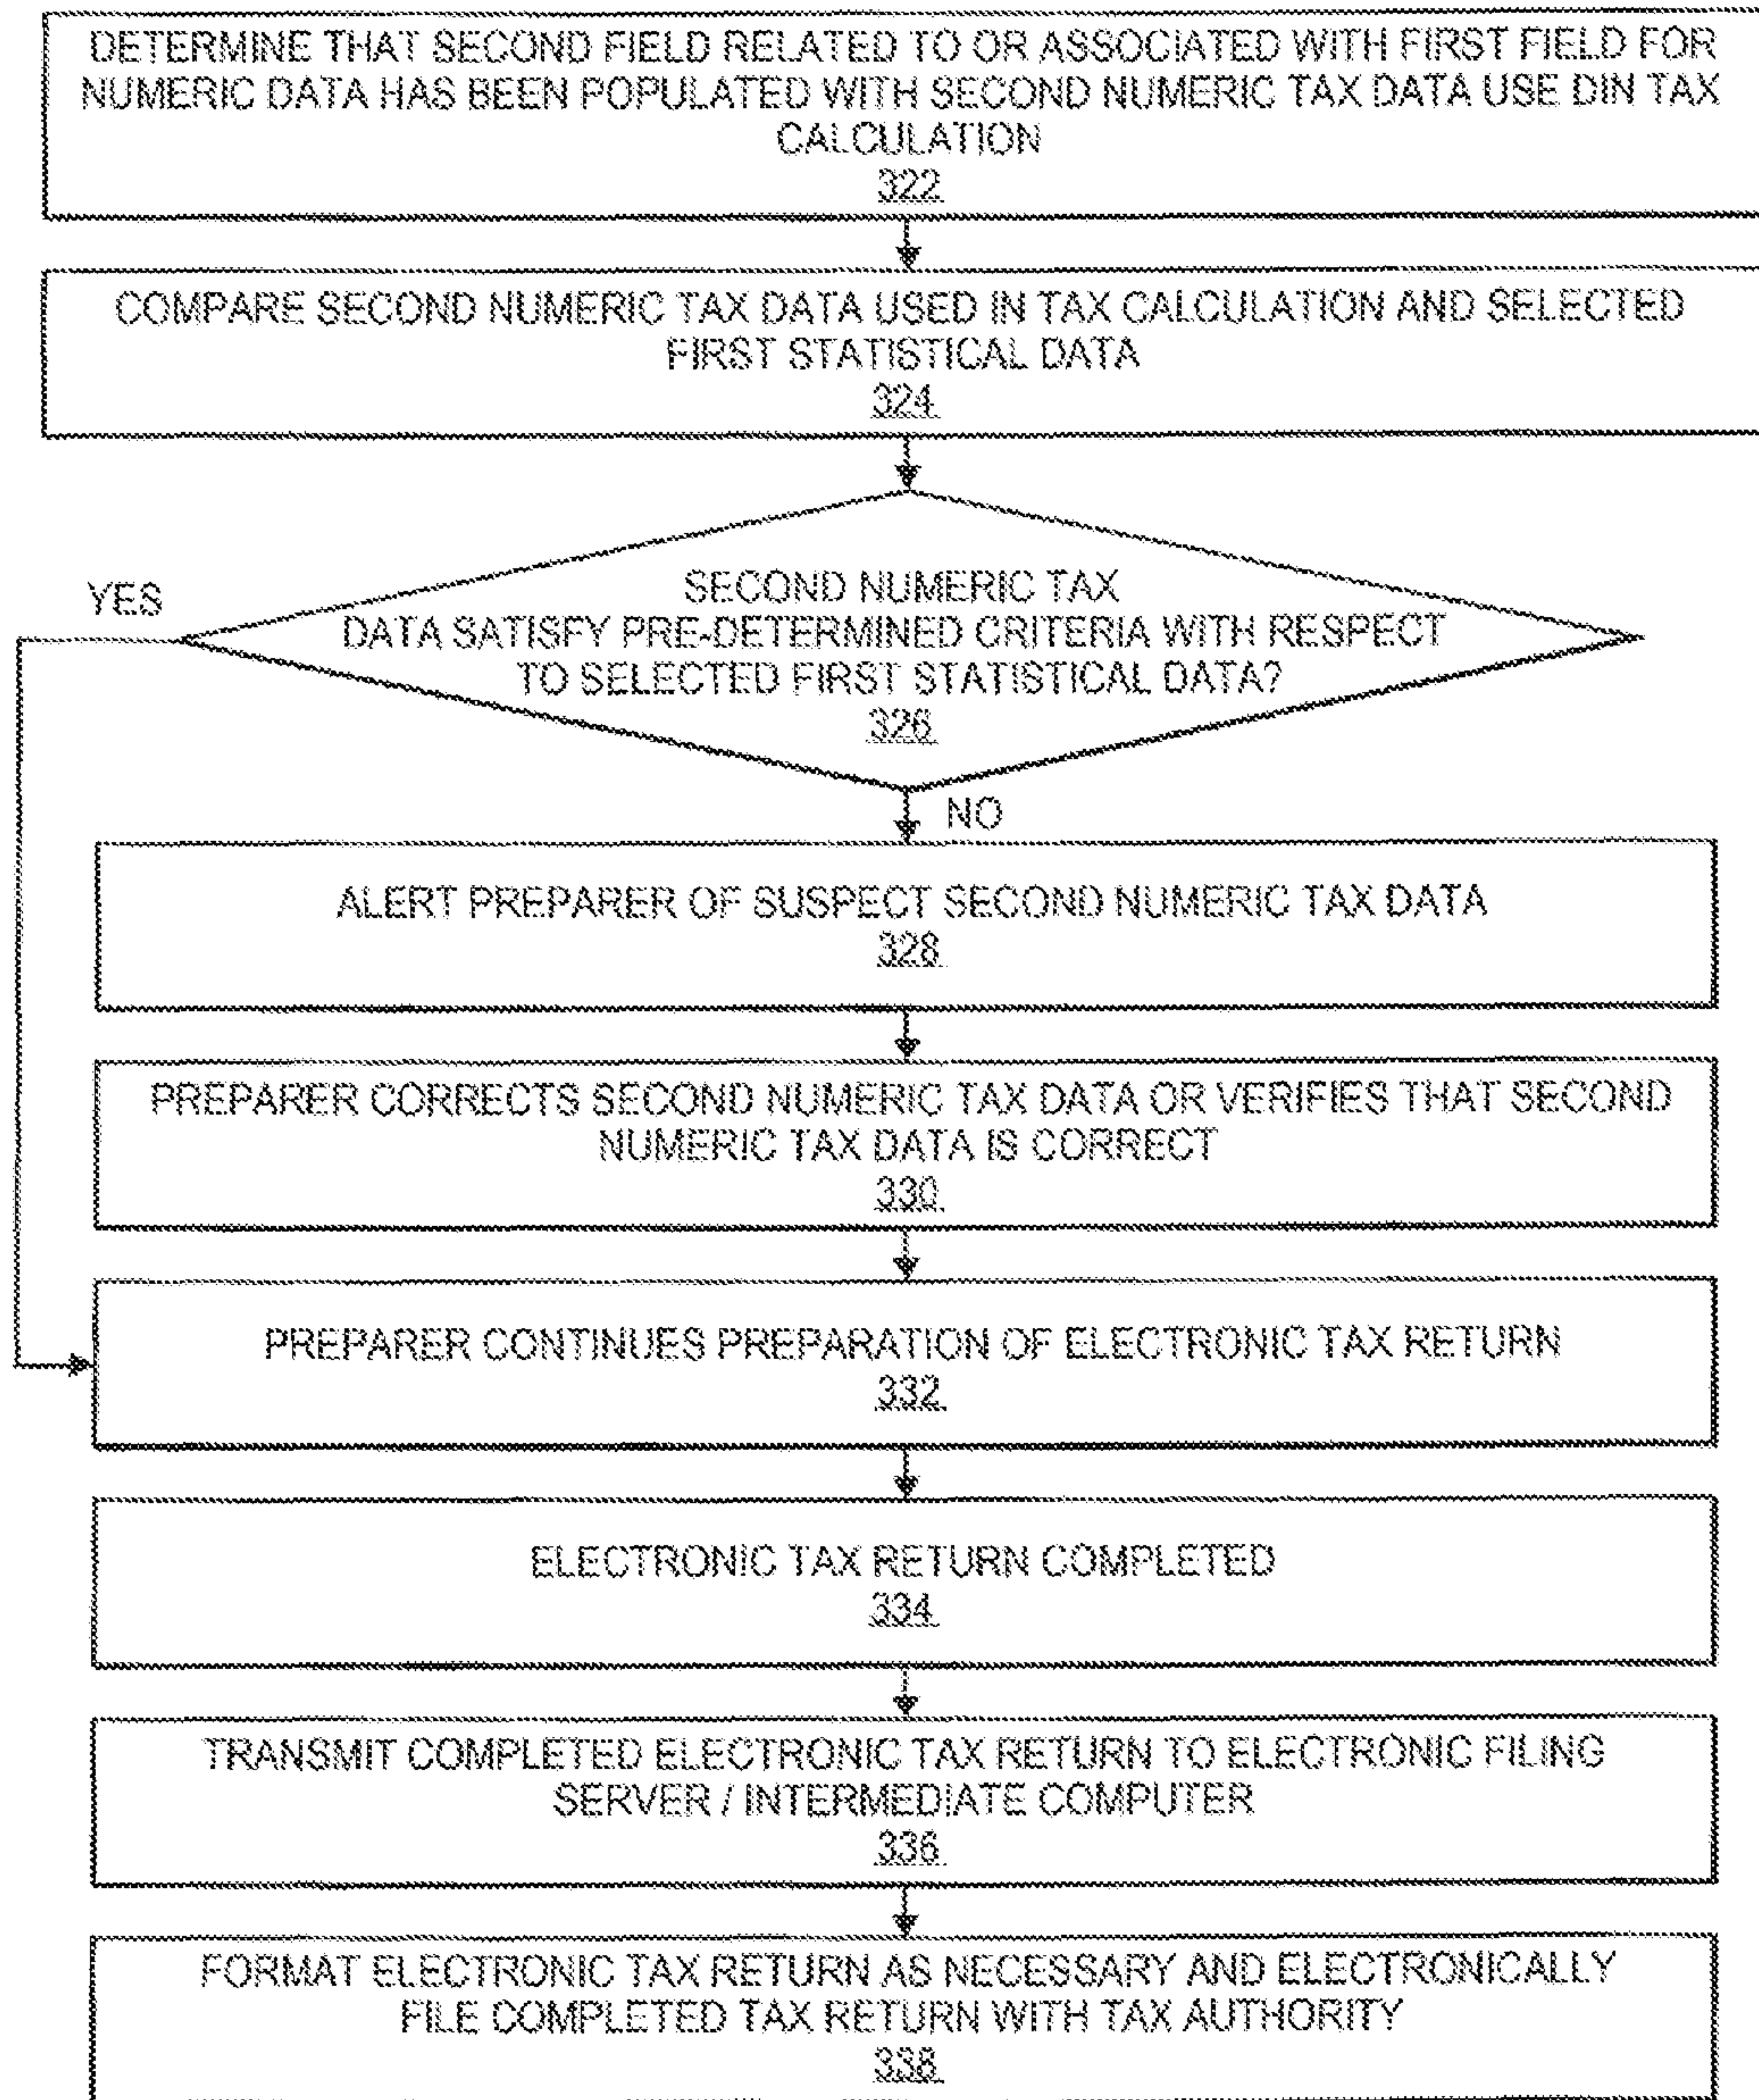 DETERMINE THAT SECOND FIELD RELATED TO OR ASSOCIATED WITH FIRST FIELD FOR
NUMERIC DATA HAS BEEN POPULATED WITH SECOND NUMERIC TAX DATA USE DIN TAX
CALCULATION
322
COMPARE SECOND NUMERIC TAX DATA USED IN TAX CALCULATION AND SELECTED
FIRST STATISTICAL DATA
324
YES
SECOND NUMERIC TAX
DATA SATISFY PRE-DETERMINED CRITERIA WITH RESPECT
TO SELECTED FIRST STATISTICAL DATA?
326
NO
ALERT PREPARER OF SUSPECT SECOND NUMERIC TAX DATA
328
PREPARER CORRECTS SECOND NUMERIC TAX DATA OR VERIFIES THAT SECOND
NUMERIC TAX DATA IS CORRECT
330
PREPARER CONTINUES PREPARATION OF ELECTRONIC TAX RETURN
332
ELECTRONIC TAX RETURN COMPLETED
334
TRANSMIT COMPLETED ELECTRONIC TAX RETURN TO ELECTRONIC FILING
SERVER / INTERMEDIATE COMPUTER
336
FORMAT ELECTRONIC TAX RETURN AS NECESSARY AND ELECTRONICALLY
FILE COMPLETED TAX RETURN WITH TAX AUTHORITY
338